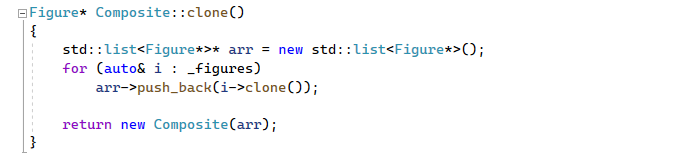 Figure* Composite::clone()
{
    std::list<Figure*>* arr = new std::list<Figure*>();
    for (auto& i : _figures)
        arr->push_back(i->clone());

    return new Composite(arr);
}